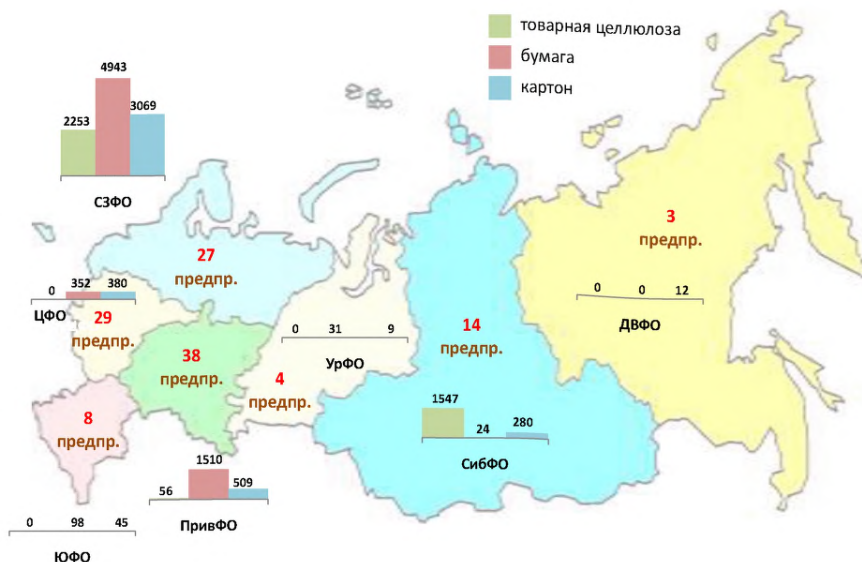 товарная целлюлоза
бумага
картон
4943
2253
3069
СЗФО
27
предпр.
3
предпр.
0
352
380
ЦФО
29
предпр.
0
31
9
УрФО
0
0
12
ДВФО
14
предпр.
38
предпр.
4
предпр.
8
предпр.
1547
24
280
СибФО
1510
56
509
ПривФО
0
98
45
ЮФО